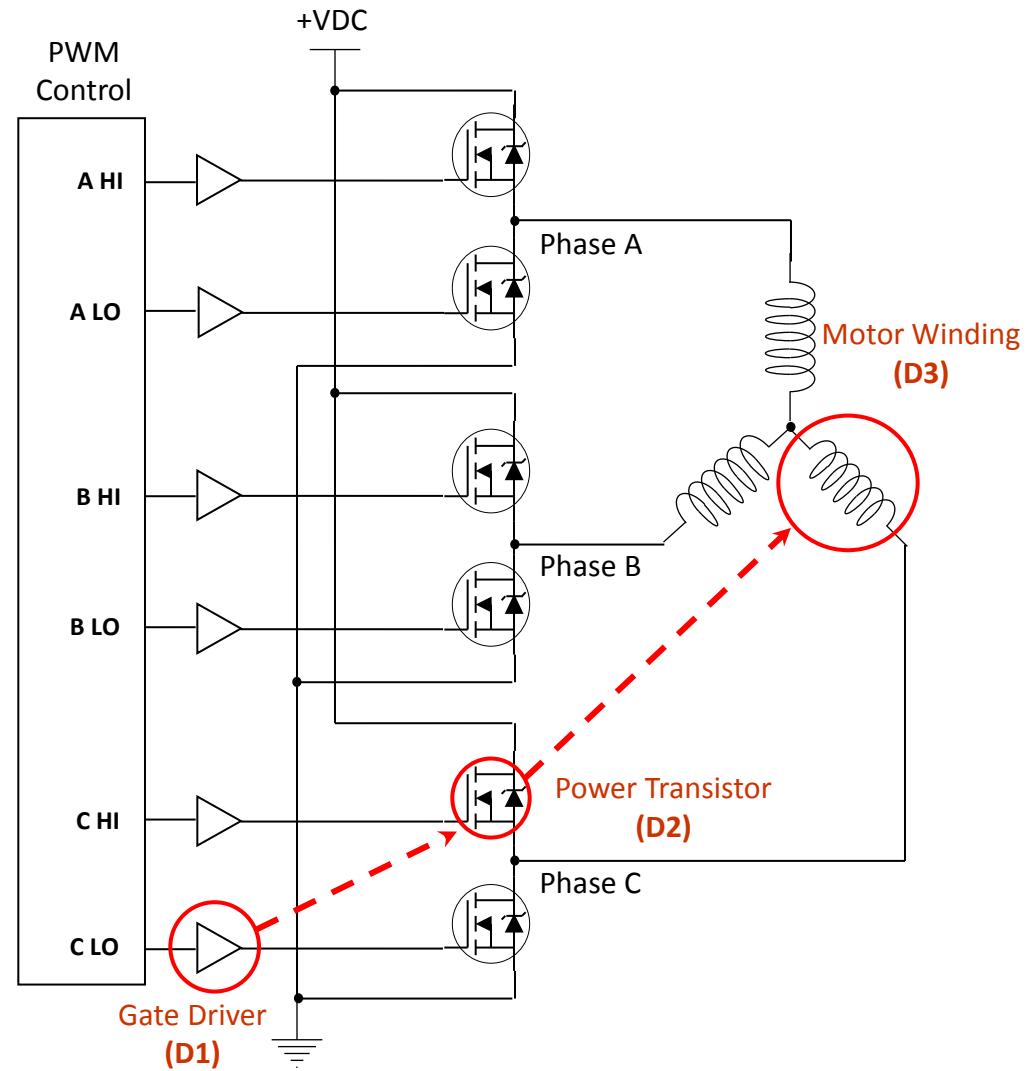 +VDC
PWM
Control
A HI
A LO
Phase A
Motor Winding
(D3)
B HI
Phase B
B LO
C HI
Power Transistor
(D2)
Phase C
C LO
Gate Driver
(D1)